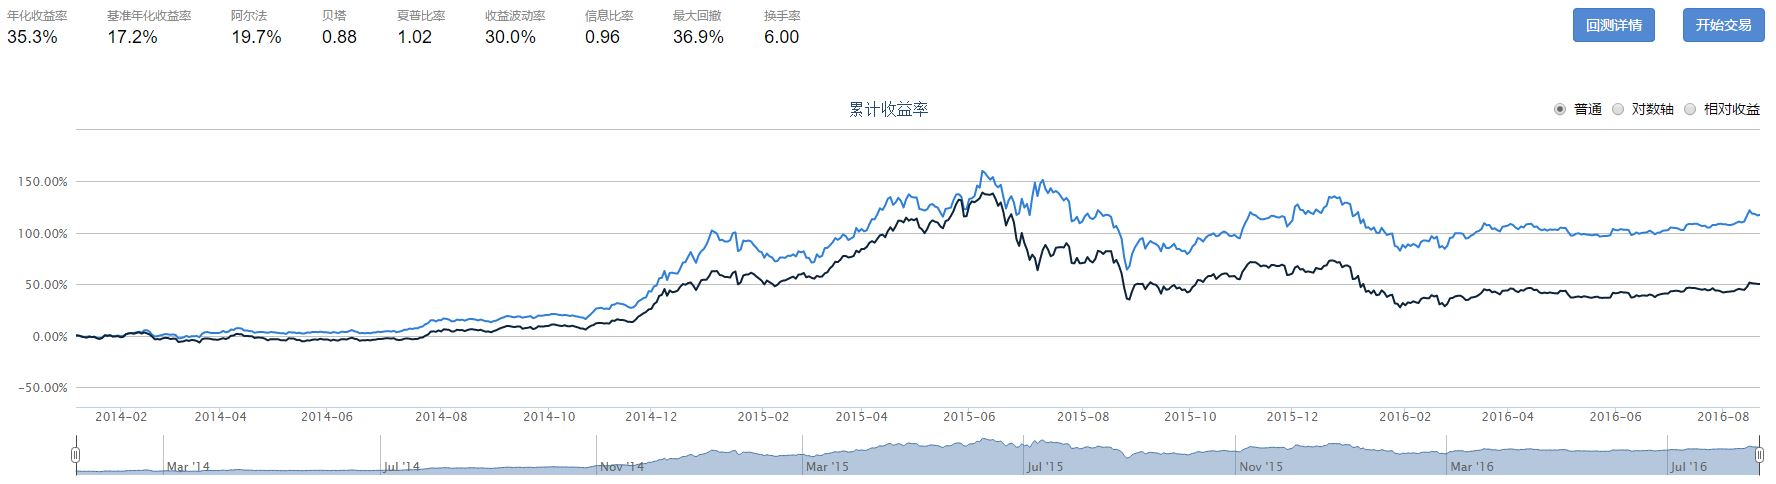 年化收益率 基准年化收益率 阿尔法 贝塔 夏普比率 收益波动率 信息比率 最大回撤 换手率
35.3% 17.2% 19.7% 0.88 1.02 30.0% 0.96 36.9% 6.00
回测详情 开始交易
累计收益率
普通 对数轴 相对收益
150.00%
100.00%
50.00%
0.00%
-50.00%
2014-02 2014-04 2014-06 2014-08 2014-10 2014-12 2015-02 2015-04 2015-06 2015-08 2015-10 2015-12 2016-02 2016-04 2016-06 2016-08
Mar '14 Jul '14 Nov '14 Mar '15 Jul '15 Nov '15 Mar '16 Jul '16